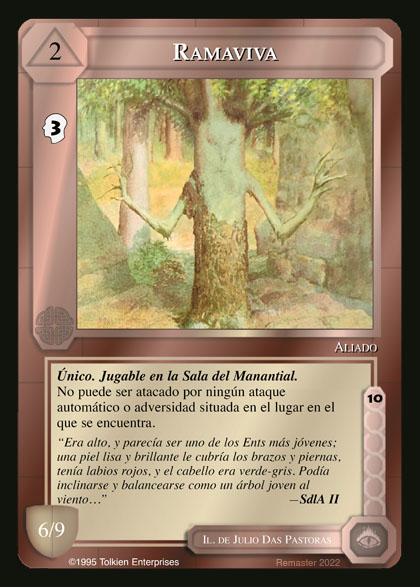 2
RAMAVIVA
3
ALIADO
Único. Jugable en la Sala del Manantial.
No puede ser atacado por ningún ataque
automático o adversidad situada en el lugar en el
que se encuentra.
10
“Era alto, y parecía ser uno de los Ents más jóvenes;
una piel lisa y brillante le cubría los brazos y piernas,
tenía labios rojos, y el cabello era verde-gris. Podía
inclinarse y balancearse como un árbol joven al
viento…” –SdlA II
6/9
IL. DE JULIO DAS PASTORAS
©1995 Tolkien Enterprises
Remaster 2022